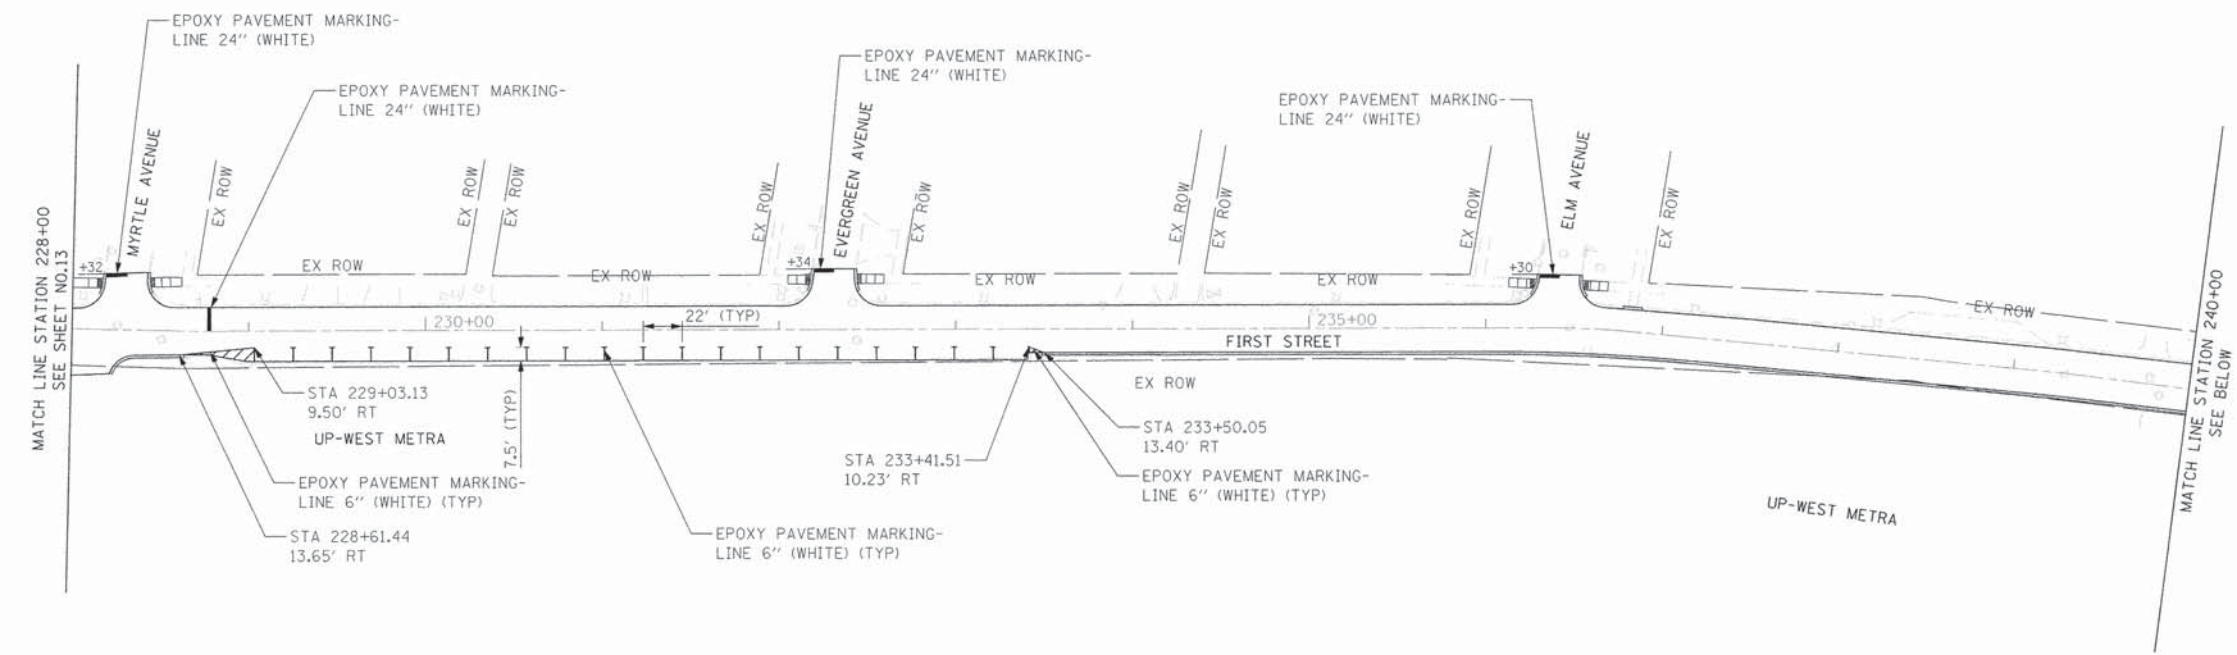 EPOXY PAVEMENT MARKING-
LINE 24'' (WHITE)
EPOXY PAVEMENT MARKING-
LINE 24'' (WHITE)
EPOXY PAVEMENT MARKING-
LINE 24'' (WHITE)
EPOXY PAVEMENT MARKING-
LINE 24'' (WHITE)
MYRTLE AVENUE
EVERGREEN AVENUE
ELM AVENUE
EX ROW
EX ROW
EX ROW
EX ROW
EX ROW
EX ROW
EX ROW
EX ROW
EX ROW
MATCH LINE STATION 228+00
SEE SHEET NO.13
+32
EX ROW
EX ROW
+34
EX ROW
EX ROW
+30
EX ROW
230+00
22' (TYP)
235+00
FIRST STREET
EX ROW
STA 229+03.13
9.50' RT
7.5' (TYP)
UP-WEST METRA
STA 233+50.05
13.40' RT
STA 233+41.51
10.23' RT
EPOXY PAVEMENT MARKING-
LINE 6'' (WHITE) (TYP)
EPOXY PAVEMENT MARKING-
LINE 6'' (WHITE) (TYP)
STA 228+61.44
13.65' RT
EPOXY PAVEMENT MARKING-
LINE 6'' (WHITE) (TYP)
UP-WEST METRA
MATCH LINE STATION 240+00
SEE BELOW